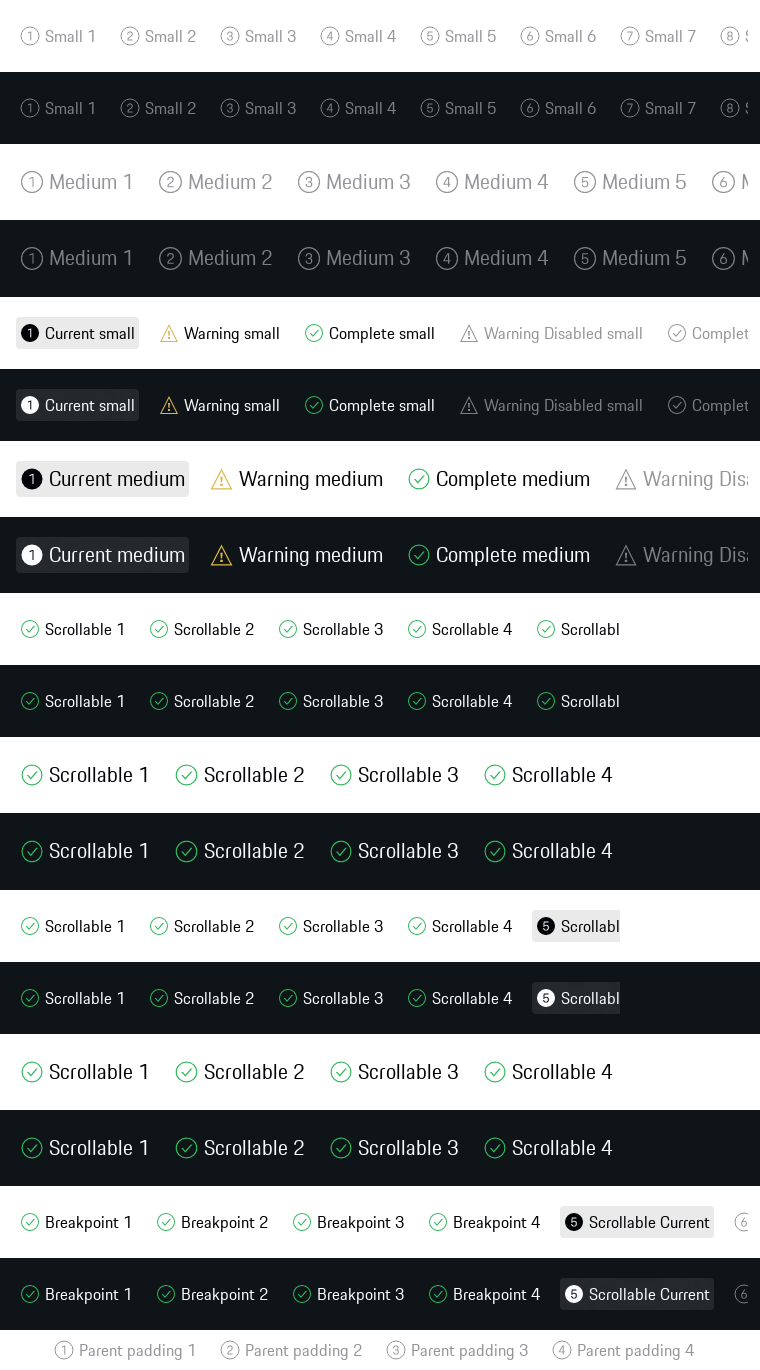 1 Small 1 2 Small 2 3 Small 3 4 Small 4 5 Small 5 6 Small 6 7 Small 7 8
1 Small 1 2 Small 2 3 Small 3 4 Small 4 5 Small 5 6 Small 6 7 Small 7 8
1 Medium 1 2 Medium 2 3 Medium 3 4 Medium 4 5 Medium 5 6
1 Medium 1 2 Medium 2 3 Medium 3 4 Medium 4 5 Medium 5 6
1 Current small Warning small Complete small Warning Disabled small Complet
1 Current small Warning small Complete small Warning Disabled small Complet
1 Current medium Warning medium Complete medium Warning Disa
1 Current medium Warning medium Complete medium Warning Disa
Scrollable 1 Scrollable 2 Scrollable 3 Scrollable 4 Scrollabl
Scrollable 1 Scrollable 2 Scrollable 3 Scrollable 4 Scrollabl
Scrollable 1 Scrollable 2 Scrollable 3 Scrollable 4
Scrollable 1 Scrollable 2 Scrollable 3 Scrollable 4
Scrollable 1 Scrollable 2 Scrollable 3 Scrollable 4 5 Scrollabl
Scrollable 1 Scrollable 2 Scrollable 3 Scrollable 4 5 Scrollabl
Scrollable 1 Scrollable 2 Scrollable 3 Scrollable 4
Scrollable 1 Scrollable 2 Scrollable 3 Scrollable 4
Breakpoint 1 Breakpoint 2 Breakpoint 3 Breakpoint 4 5 Scrollable Current 6
Breakpoint 1 Breakpoint 2 Breakpoint 3 Breakpoint 4 5 Scrollable Current 6
1 Parent padding 1 2 Parent padding 2 3 Parent padding 3 4 Parent padding 4